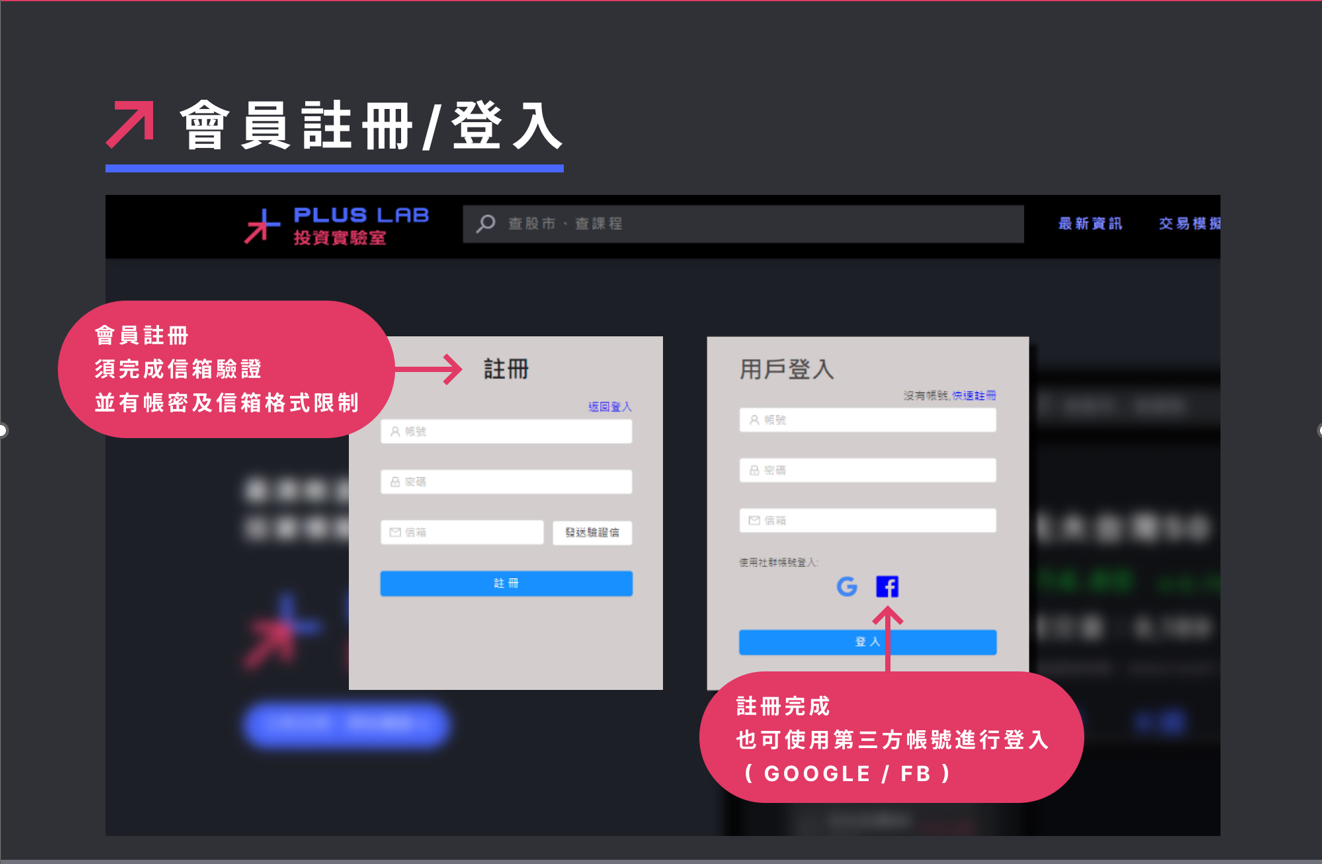 會員註冊/登入
PLUS LAB
投資實驗室
查股市、查課程
最新資訊
交易模擬
會員註冊
須完成信箱驗證
並有帳密及信箱格式限制
註冊
返回登入
帳號
密碼
信箱
發送驗證信
註 冊
用戶登入
沒有帳號,快速註冊
帳號
密碼
信箱
使用社群帳號登入:
登 入
註冊完成
也可使用第三方帳號進行登入
( GOOGLE / FB )